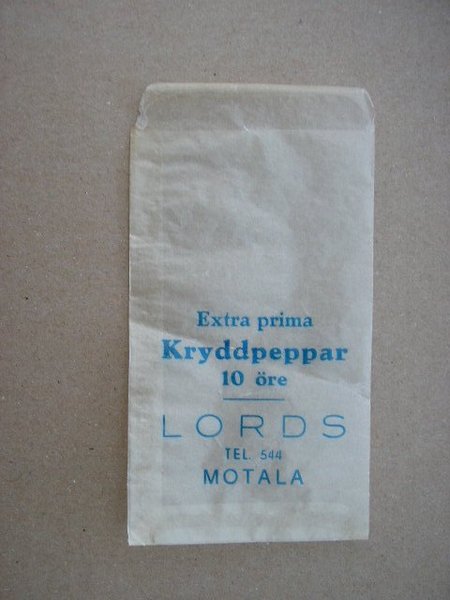 Extra prima
Kryddpeppar
10 öre
LORDS
TEL. 544
MOTALA